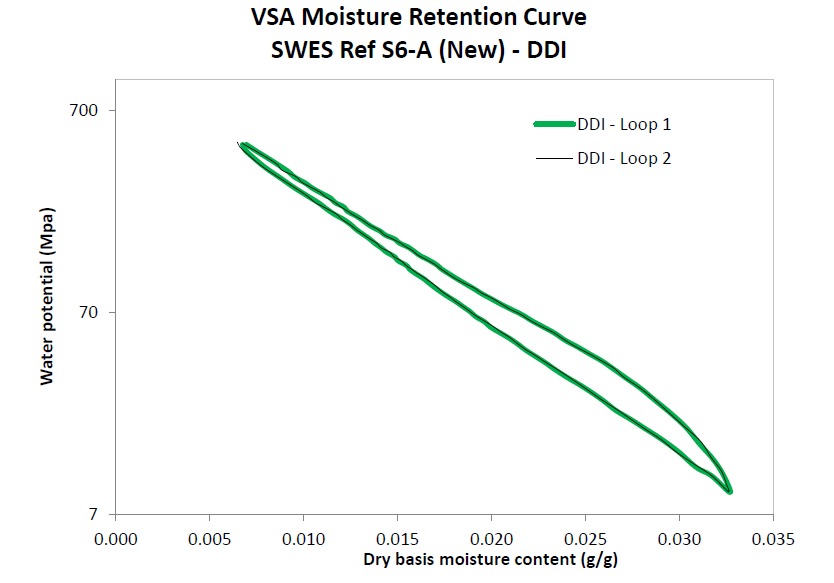 VSA Moisture Retention Curve
SWES Ref S6-A (New) - DDI
700
DDI - Loop 1
DDI - Loop 2
Water potential (Mpa)
70
7
0.000 0.005 0.010 0.015 0.020 0.025 0.030 0.035
Dry basis moisture content (g/g)